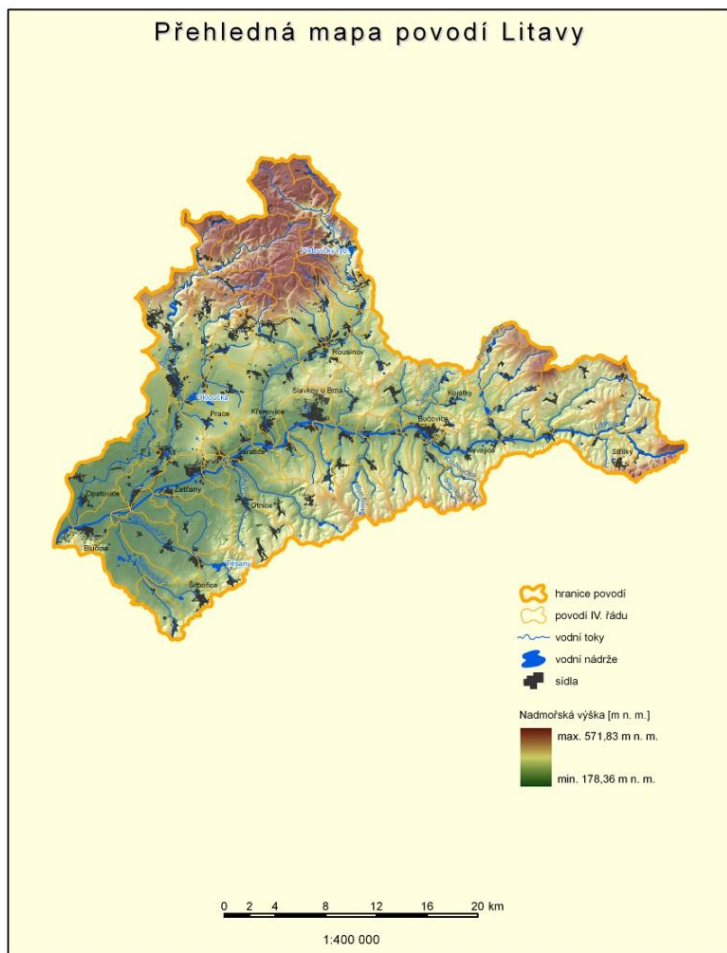 Přehledná mapa povodí Litavy
Rousínov
Slavkov u Brna
Kojátky
Prace
Křenovice
Bučovice
Střílky
Žatčany
Otnice
Opatovice
Blučina
Těšany
Šitbořice
hranice povodí
povodí IV. řádu
vodní toky
vodní nádrže
sídla
Nadmořská výška [m n. m.]
max. 571,83 m n. m.
min. 178,36 m n. m.
0 2 4 8 12 16 20 km
1:400 000